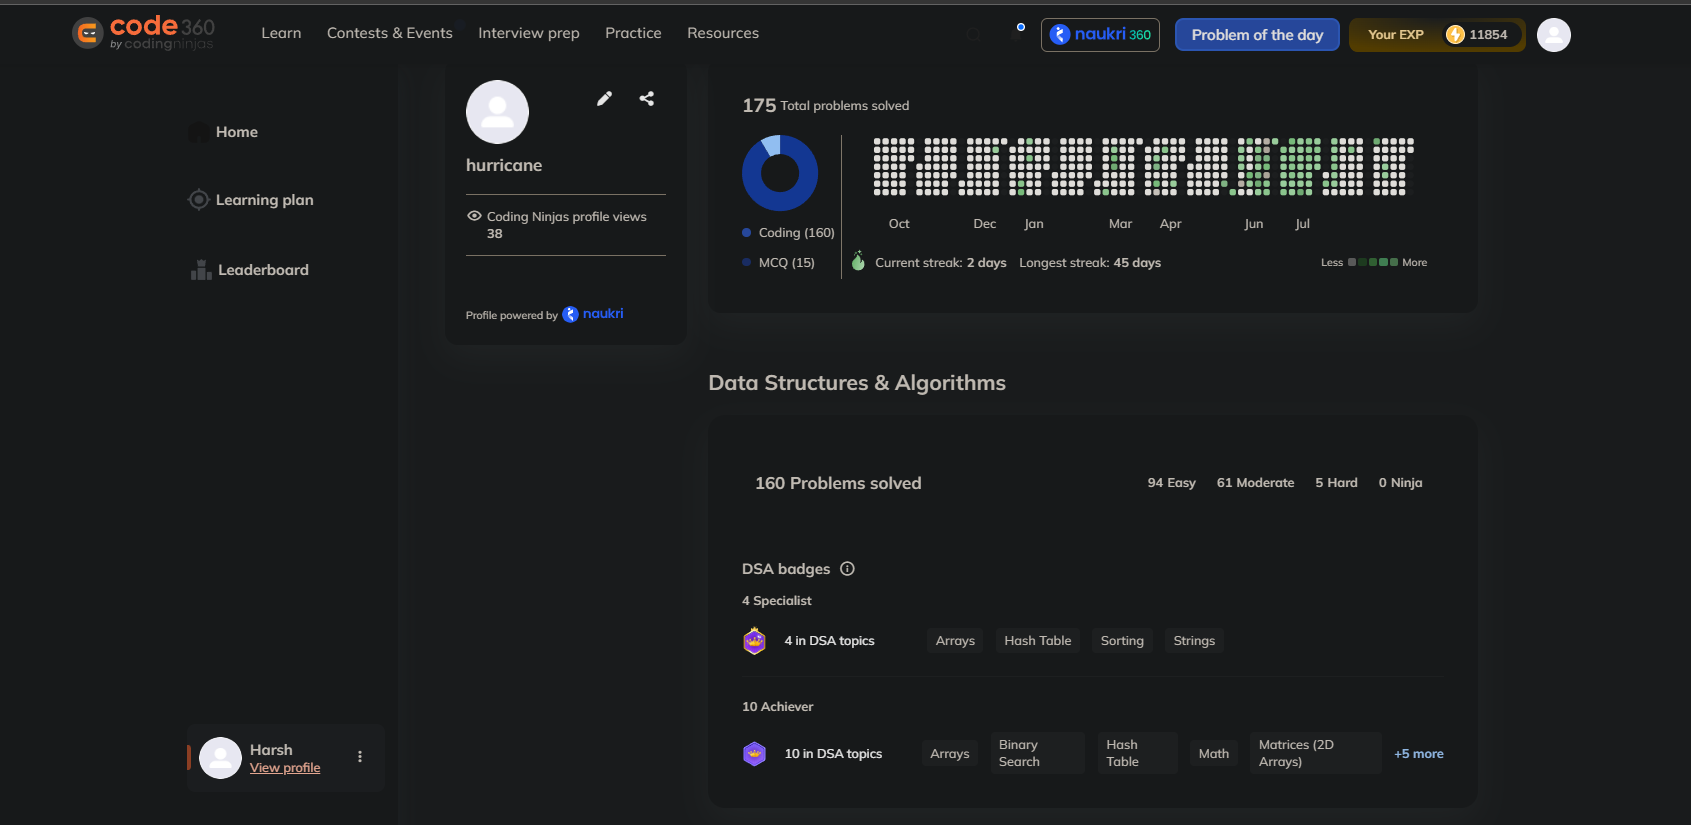 code 360
by codingninjas
Learn
Contests & Events
Interview prep
Practice
Resources
naukri 360
Problem of the day
Your EXP
11854
Home
Learning plan
Leaderboard
Harsh
View profile
hurricane
Coding Ninjas profile views
38
Profile powered by naukri
175 Total problems solved
Coding (160)
MCQ (15)
Oct Dec Jan Mar Apr Jun Jul
Current streak: 2 days Longest streak: 45 days
Less More
Data Structures & Algorithms
160 Problems solved
94 Easy 61 Moderate 5 Hard 0 Ninja
DSA badges
4 Specialist
4 in DSA topics
Arrays
Hash Table
Sorting
Strings
10 Achiever
10 in DSA topics
Arrays
Binary
Search
Hash
Table
Math
Matrices (2D
Arrays)
+5 more